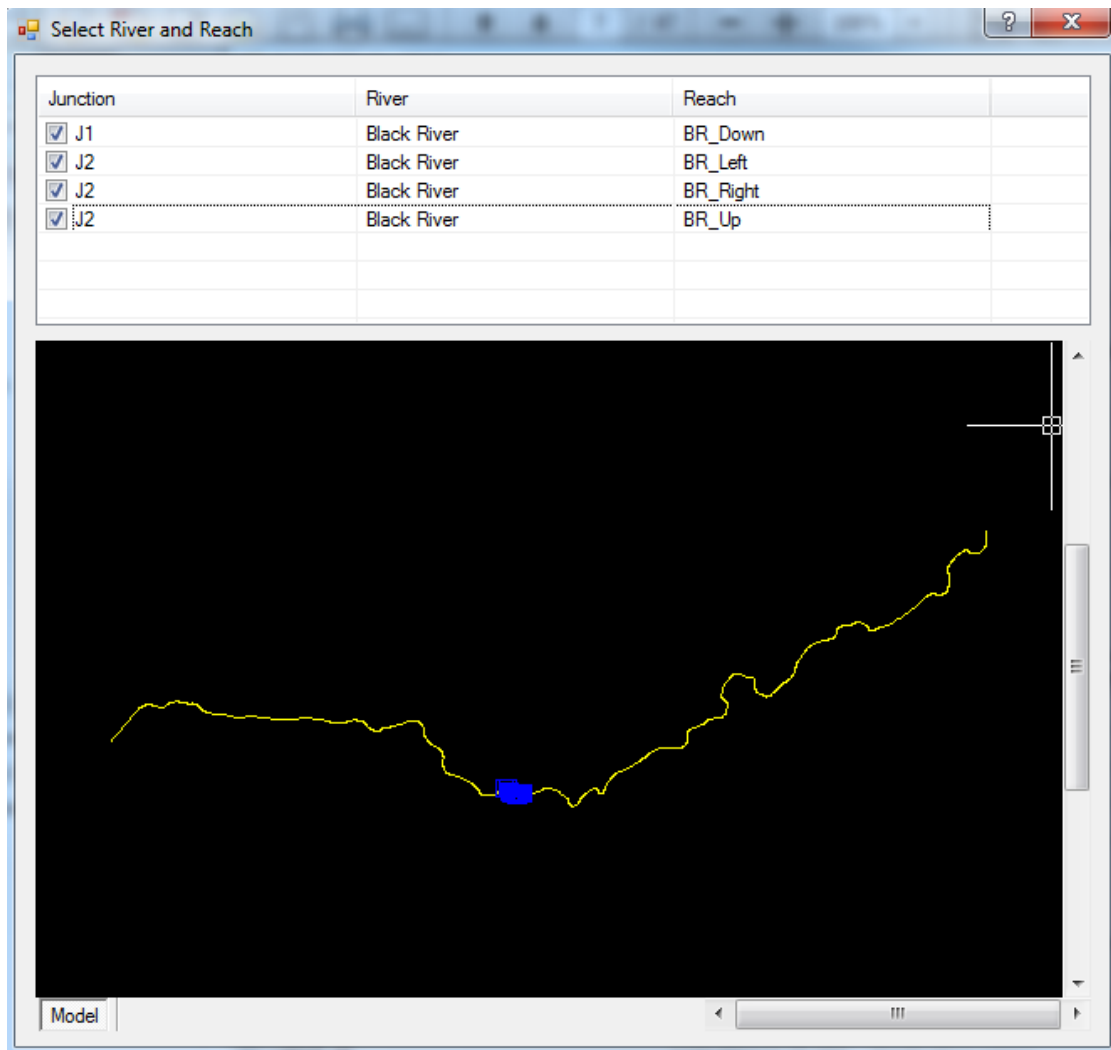 Select River and Reach
Junction River Reach
J1 Black River BR_Down
J2 Black River BR_Left
J2 Black River BR_Right
J2 Black River BR_Up
Model